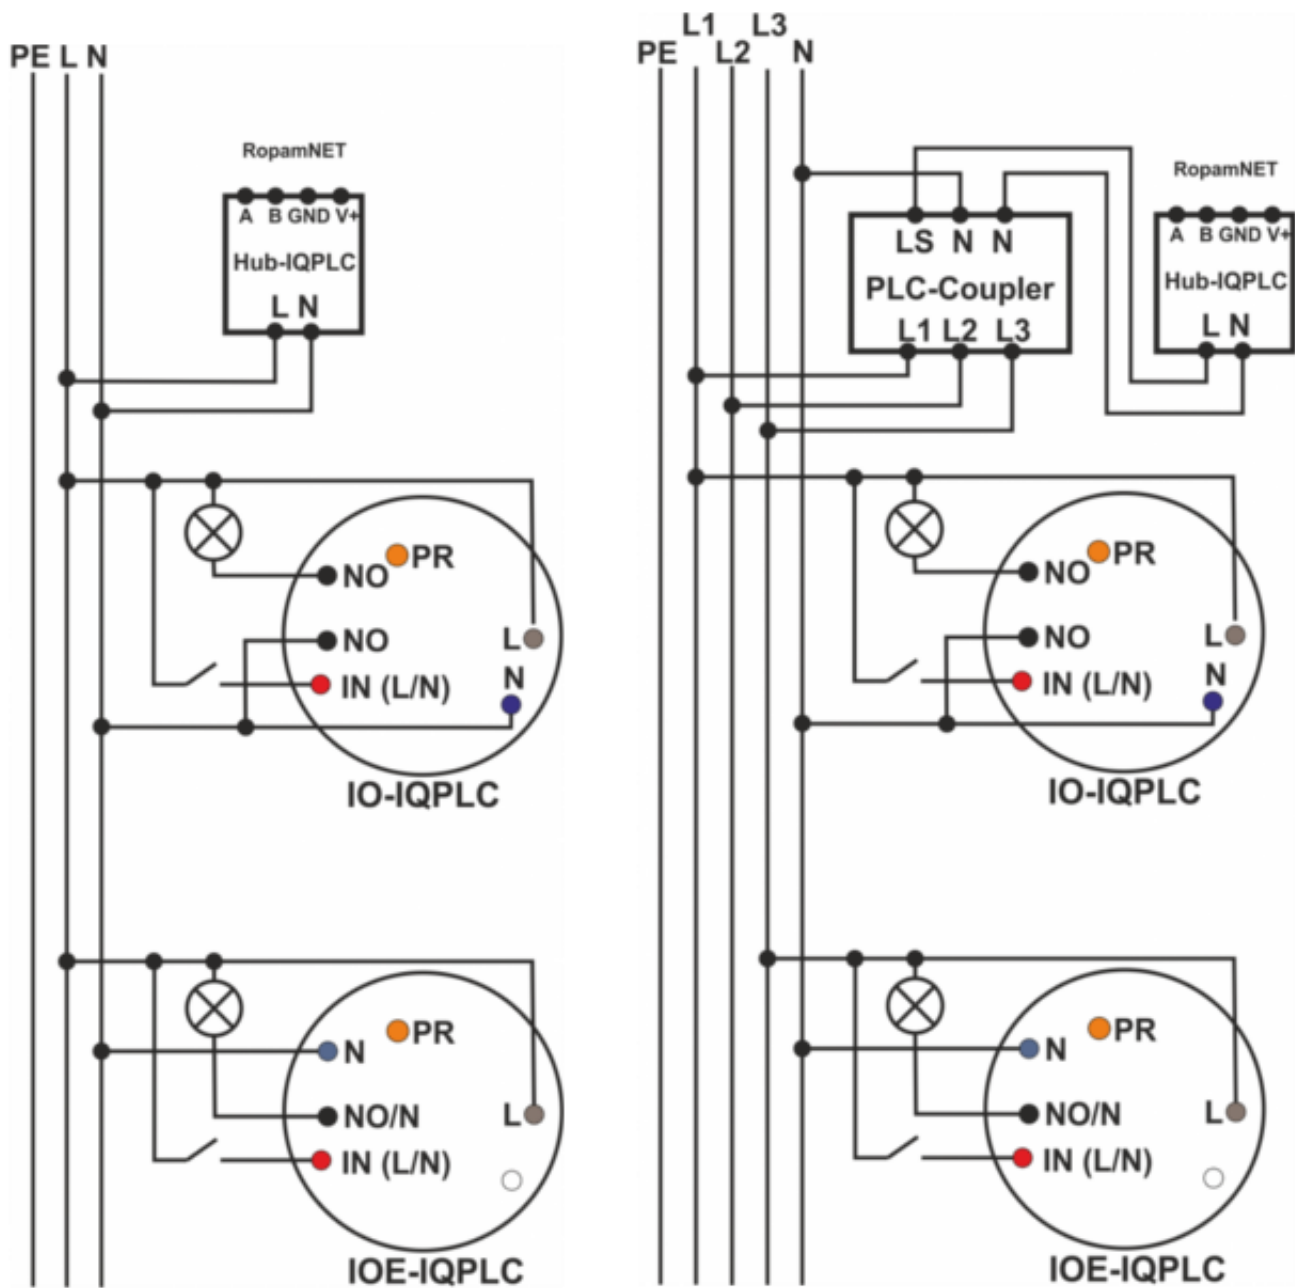 PE L N
RopamNET
A B GND V+
Hub-IQPLC
L N
PR
NO
NO
L
N
IN (L/N)
IO-IQPLC
PR
N
NO/N
L
IN (L/N)
IOE-IQPLC
L1 L3
PE L2 N
RopamNET
LS N N
A B GND V+
PLC-Coupler
Hub-IQPLC
L1 L2 L3
L N
PR
NO
NO
L
N
IN (L/N)
IO-IQPLC
PR
N
NO/N
L
IN (L/N)
IOE-IQPLC